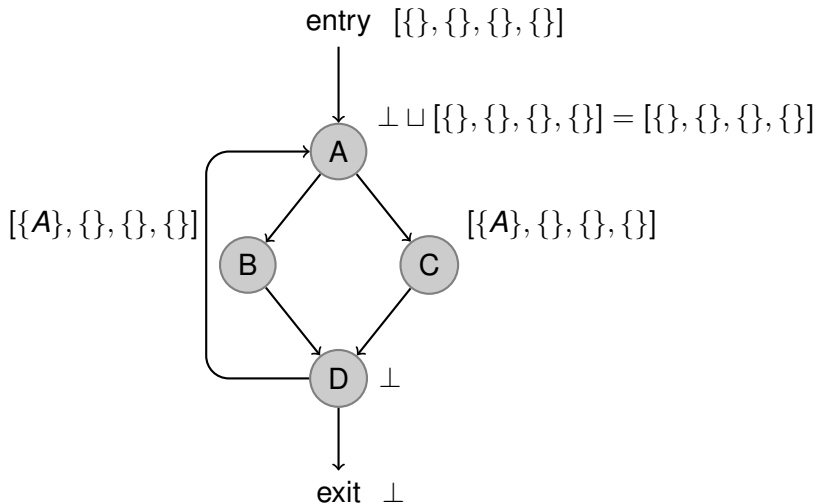 entry [{}, {}, {}, {}]
⊥ ⊔ [{}, {}, {}, {}] = [{}, {}, {}, {}]
A
[{A}, {}, {}, {}]
[{A}, {}, {}, {}]
B
C
D ⊥
exit ⊥